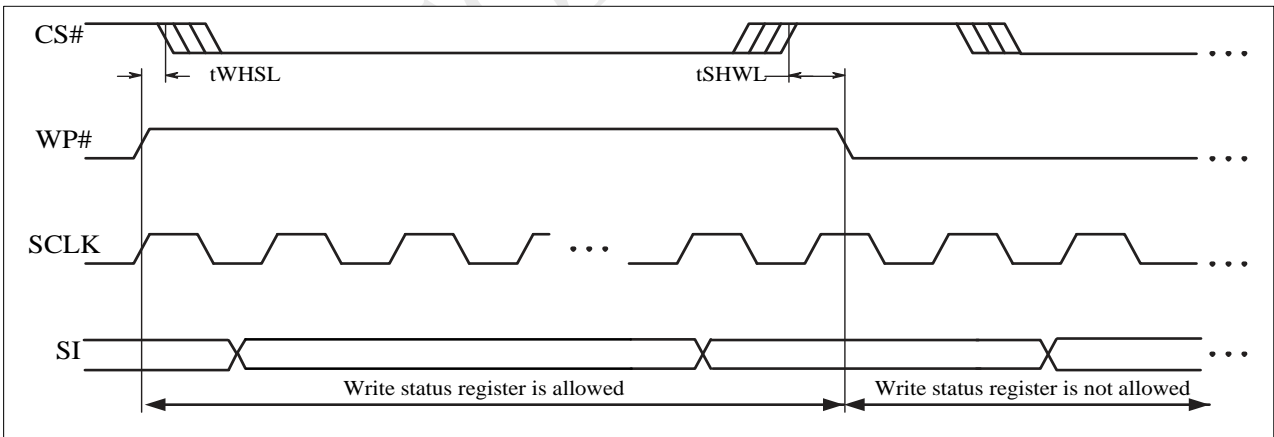 CS#
tWHSL
tSHWL
WP#
SCLK
SI
Write status register is allowed
Write status register is not allowed